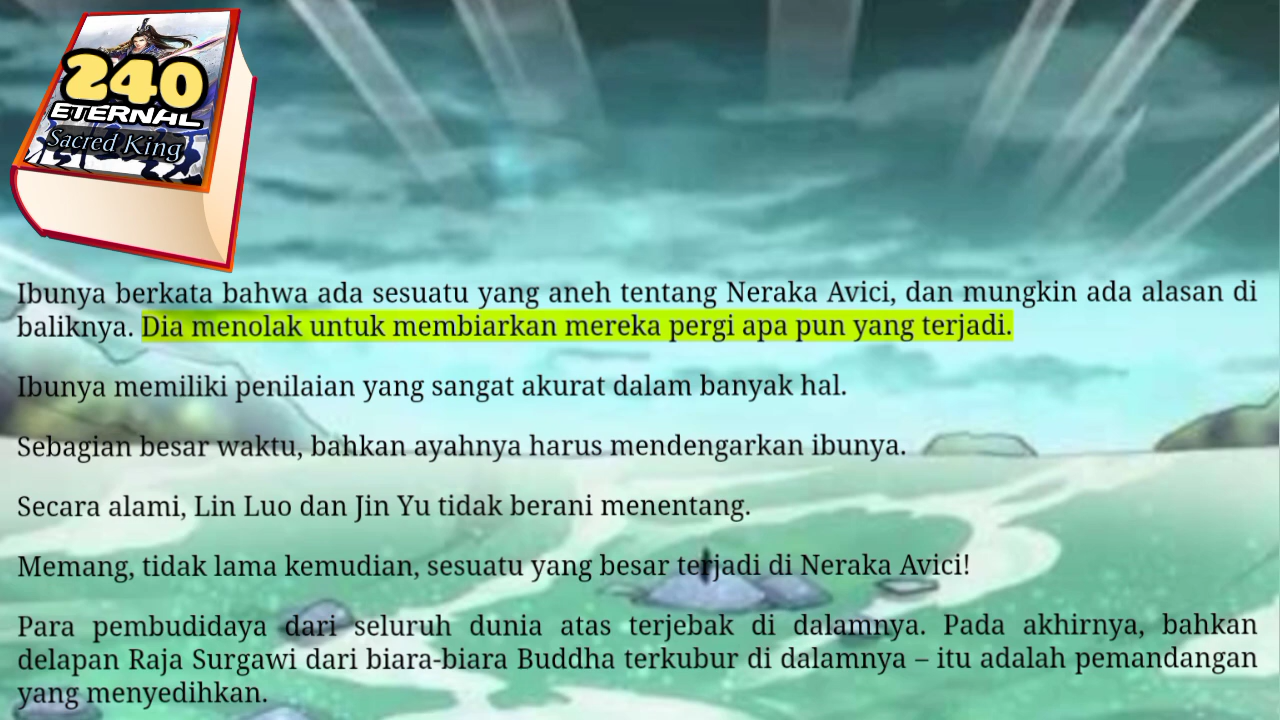 240
ETERNAL
Sacred King
Ibunya berkata bahwa ada sesuatu yang aneh tentang Neraka Avici, dan mungkin ada alasan di
baliknya. Dia menolak untuk membiarkan mereka pergi apa pun yang terjadi.
Ibunya memiliki penilaian yang sangat akurat dalam banyak hal.
Sebagian besar waktu, bahkan ayahnya harus mendengarkan ibunya.
Secara alami, Lin Luo dan Jin Yu tidak berani menentang.
Memang, tidak lama kemudian, sesuatu yang besar terjadi di Neraka Avici!
Para pembudidaya dari seluruh dunia atas terjebak di dalamnya. Pada akhirnya, bahkan
delapan Raja Surgawi dari biara-biara Buddha terkubur di dalamnya – itu adalah pemandangan
yang menyedihkan.